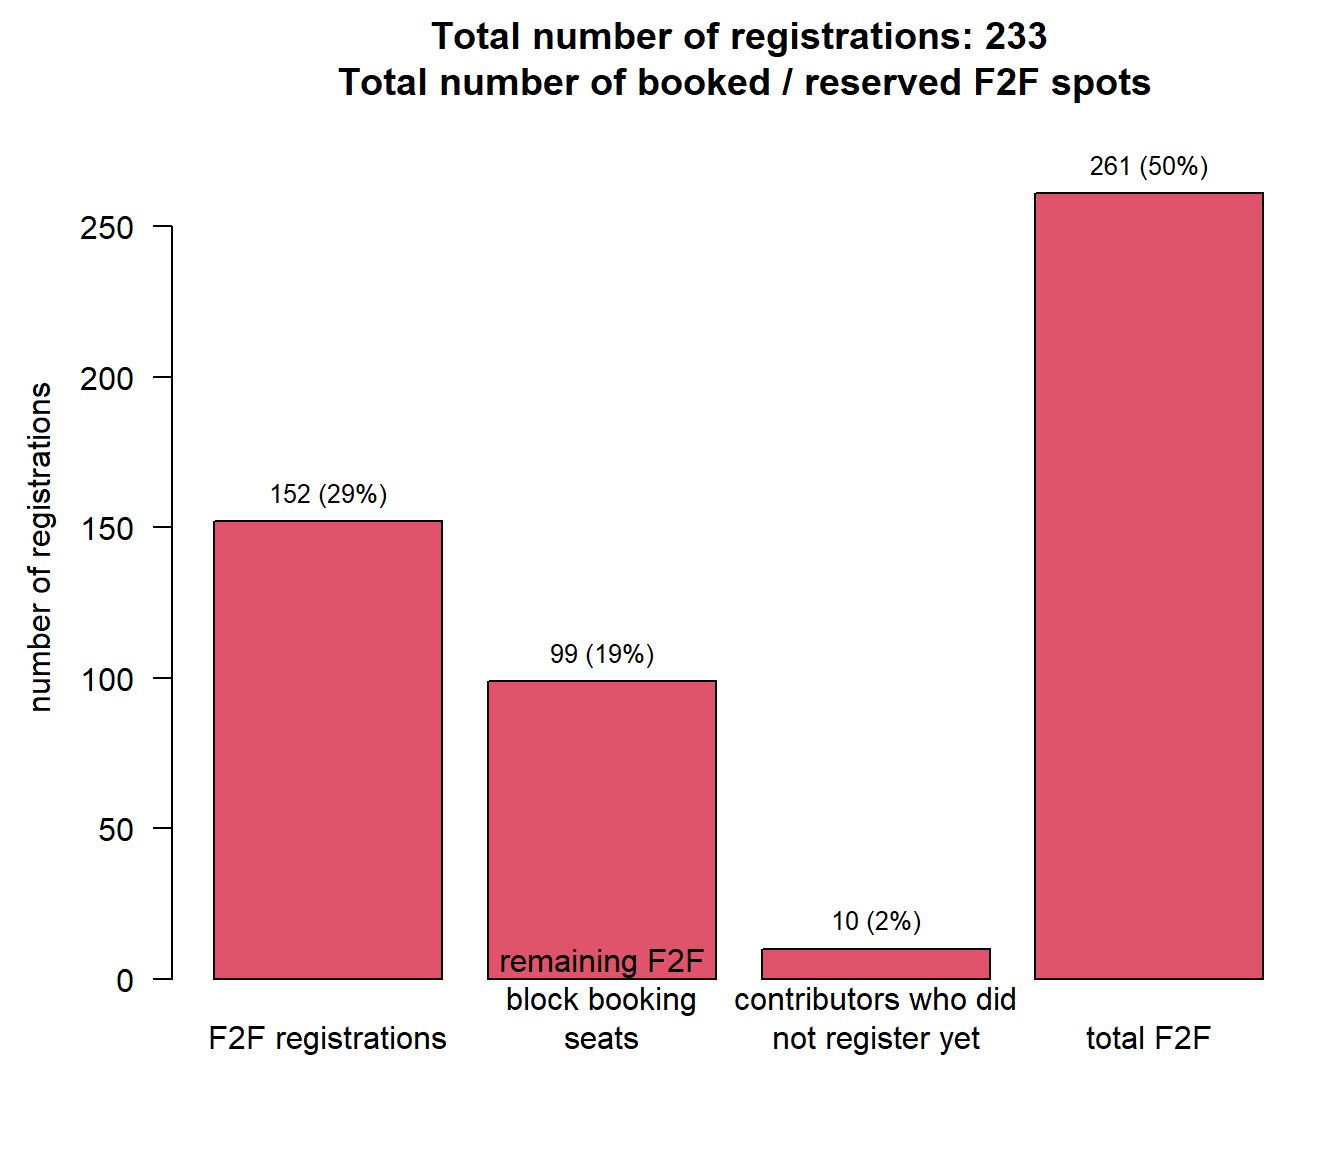 Total number of registrations: 233
Total number of booked / reserved F2F spots
number of registrations
250
200
150
100
50
0
152 (29%)
99 (19%)
10 (2%)
261 (50%)
F2F registrations
remaining F2F
block booking
seats
contributors who did
not register yet
total F2F